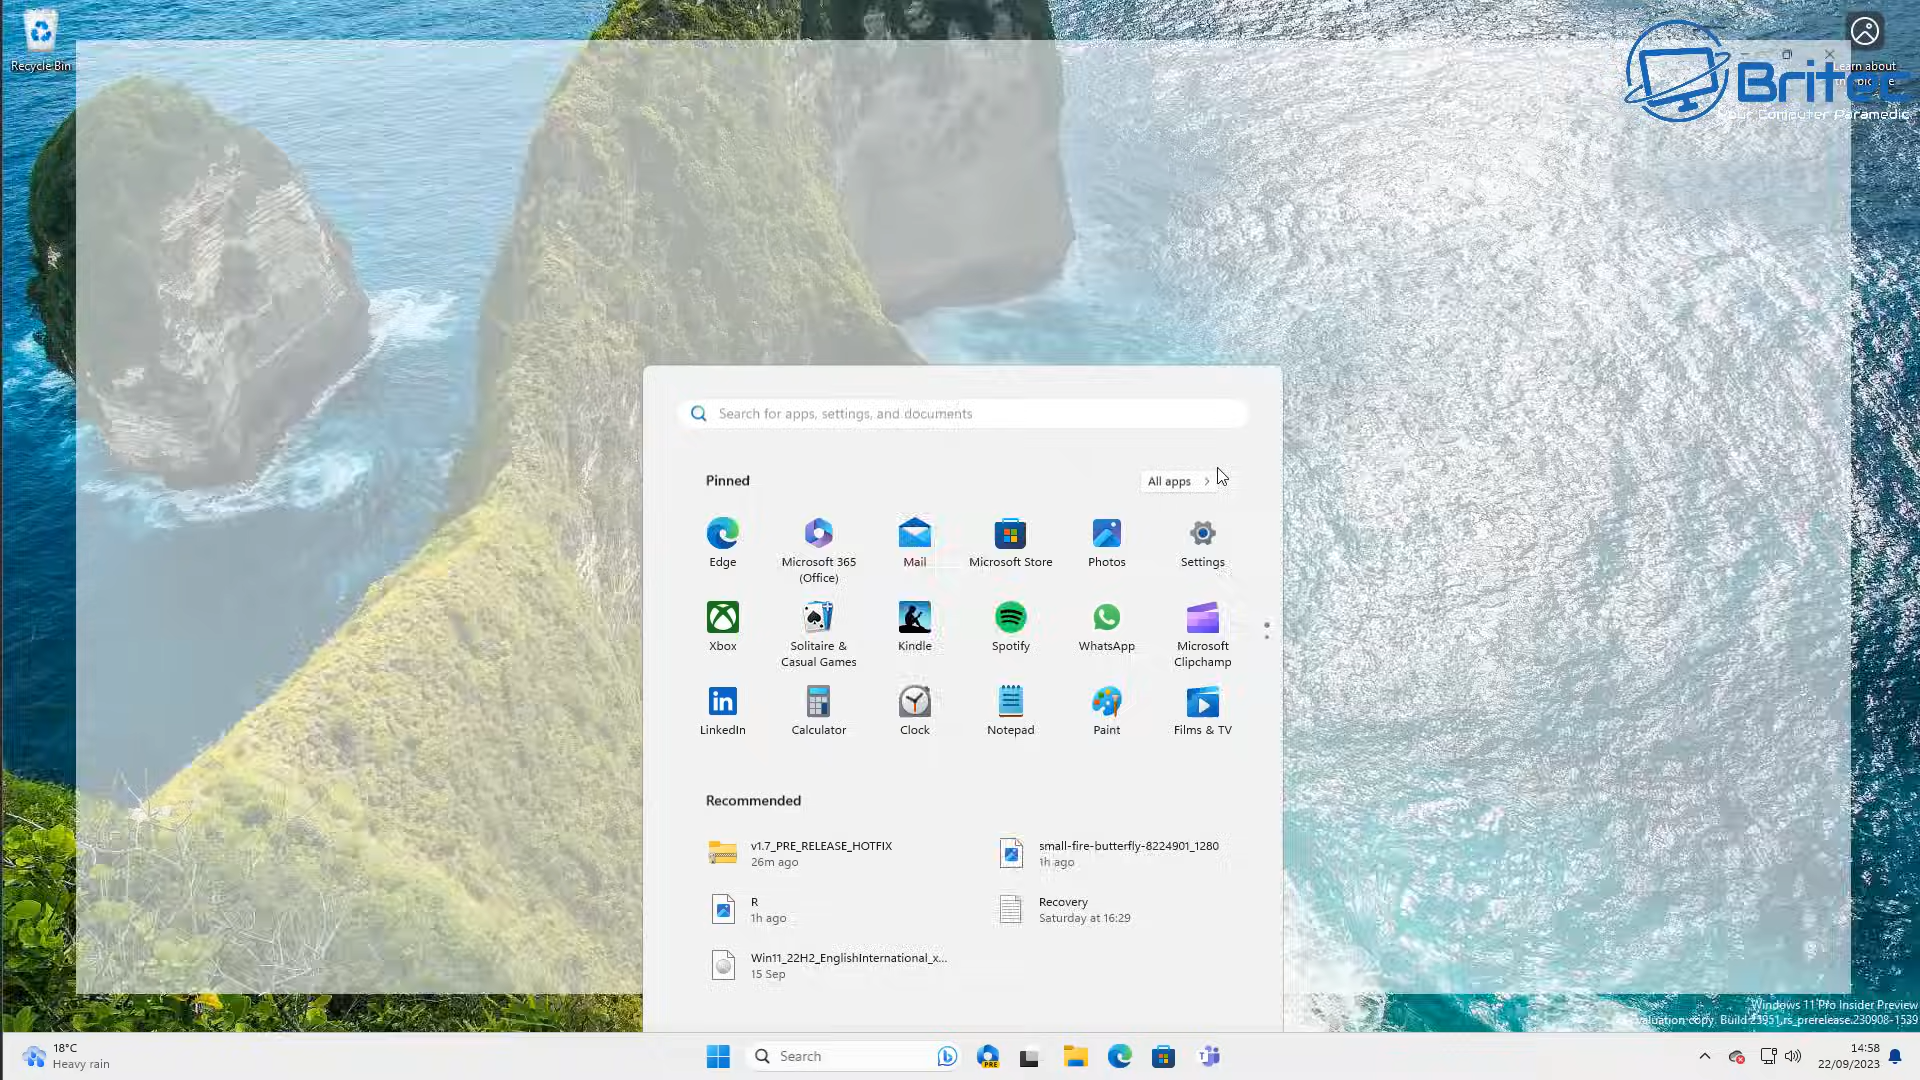 Recycle Bin
Learn about
Your Computer Paramedic
Search for apps, settings, and documents
Pinned
All apps
Edge
Microsoft 365
(Office)
Mail
Microsoft Store
Photos
Settings
Xbox
Solitaire &
Casual Games
Kindle
Spotify
WhatsApp
Microsoft
Clipchamp
LinkedIn
Calculator
Clock
Notepad
Paint
Films & TV
Recommended
v1.7_PRE_RELEASE_HOTFIX
26m ago
small-fire-butterfly-8224901_1280
1h ago
R
1h ago
Recovery
Saturday at 16:29
Win11_22H2_EnglishInternational_x...
15 Sep
Windows 11 Pro Insider Preview
copy. Build 23951.rs_prerelease.230908-1539
18°C
Heavy rain
Search
PRE
14:58
22/09/2023